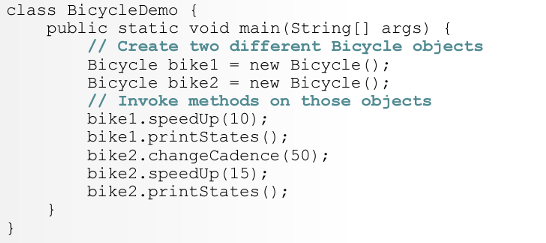 class BicycleDemo {
    public static void main(String[] args) {
        // Create two different Bicycle objects
        Bicycle bike1 = new Bicycle();
        Bicycle bike2 = new Bicycle();
        // Invoke methods on those objects
        bike1.speedUp(10);
        bike1.printStates();
        bike2.changeCadence(50);
        bike2.speedUp(15);
        bike2.printStates();
    }
}